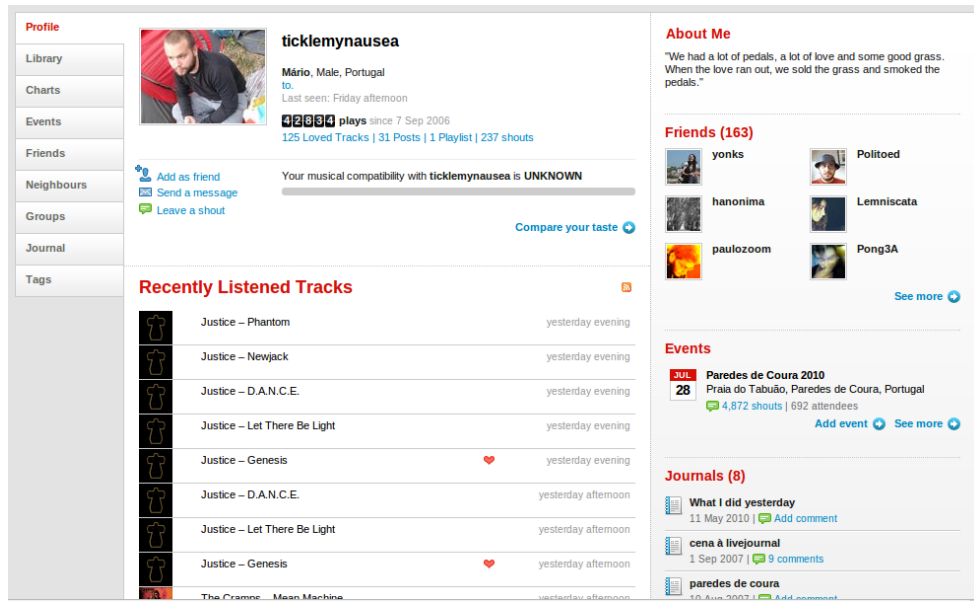 Profile
Library
Charts
Events
Friends
Neighbours
Groups
Journal
Tags
ticklemynausea
Mário, Male, Portugal
to.
Last seen: Friday afternoon
42834 plays since 7 Sep 2006
125 Loved Tracks | 31 Posts | 1 Playlist | 237 shouts
Add as friend
Send a message
Leave a shout
Your musical compatibility with ticklemynausea is UNKNOWN
Compare your taste
Recently Listened Tracks
Justice – Phantom yesterday evening
Justice – Newjack yesterday evening
Justice – D.A.N.C.E. yesterday evening
Justice – Let There Be Light yesterday evening
Justice – Genesis yesterday evening
Justice – D.A.N.C.E. yesterday afternoon
Justice – Let There Be Light yesterday afternoon
Justice – Genesis yesterday afternoon
The Cramps – Mean Machine
About Me
"We had a lot of pedals, a lot of love and some good grass.
When the love ran out, we sold the grass and smoked the
pedals."
Friends (163)
yonks Politoed
hanonima Lemniscata
paulozoom Pong3A
See more
Events
JUL
28
Paredes de Coura 2010
Praia do Tabuão, Paredes de Coura, Portugal
4,872 shouts | 692 attendees
Add event See more
Journals (8)
What I did yesterday
11 May 2010 | Add comment
cena à livejournal
1 Sep 2007 | 9 comments
paredes de coura
10 Aug 2007 | Add comment